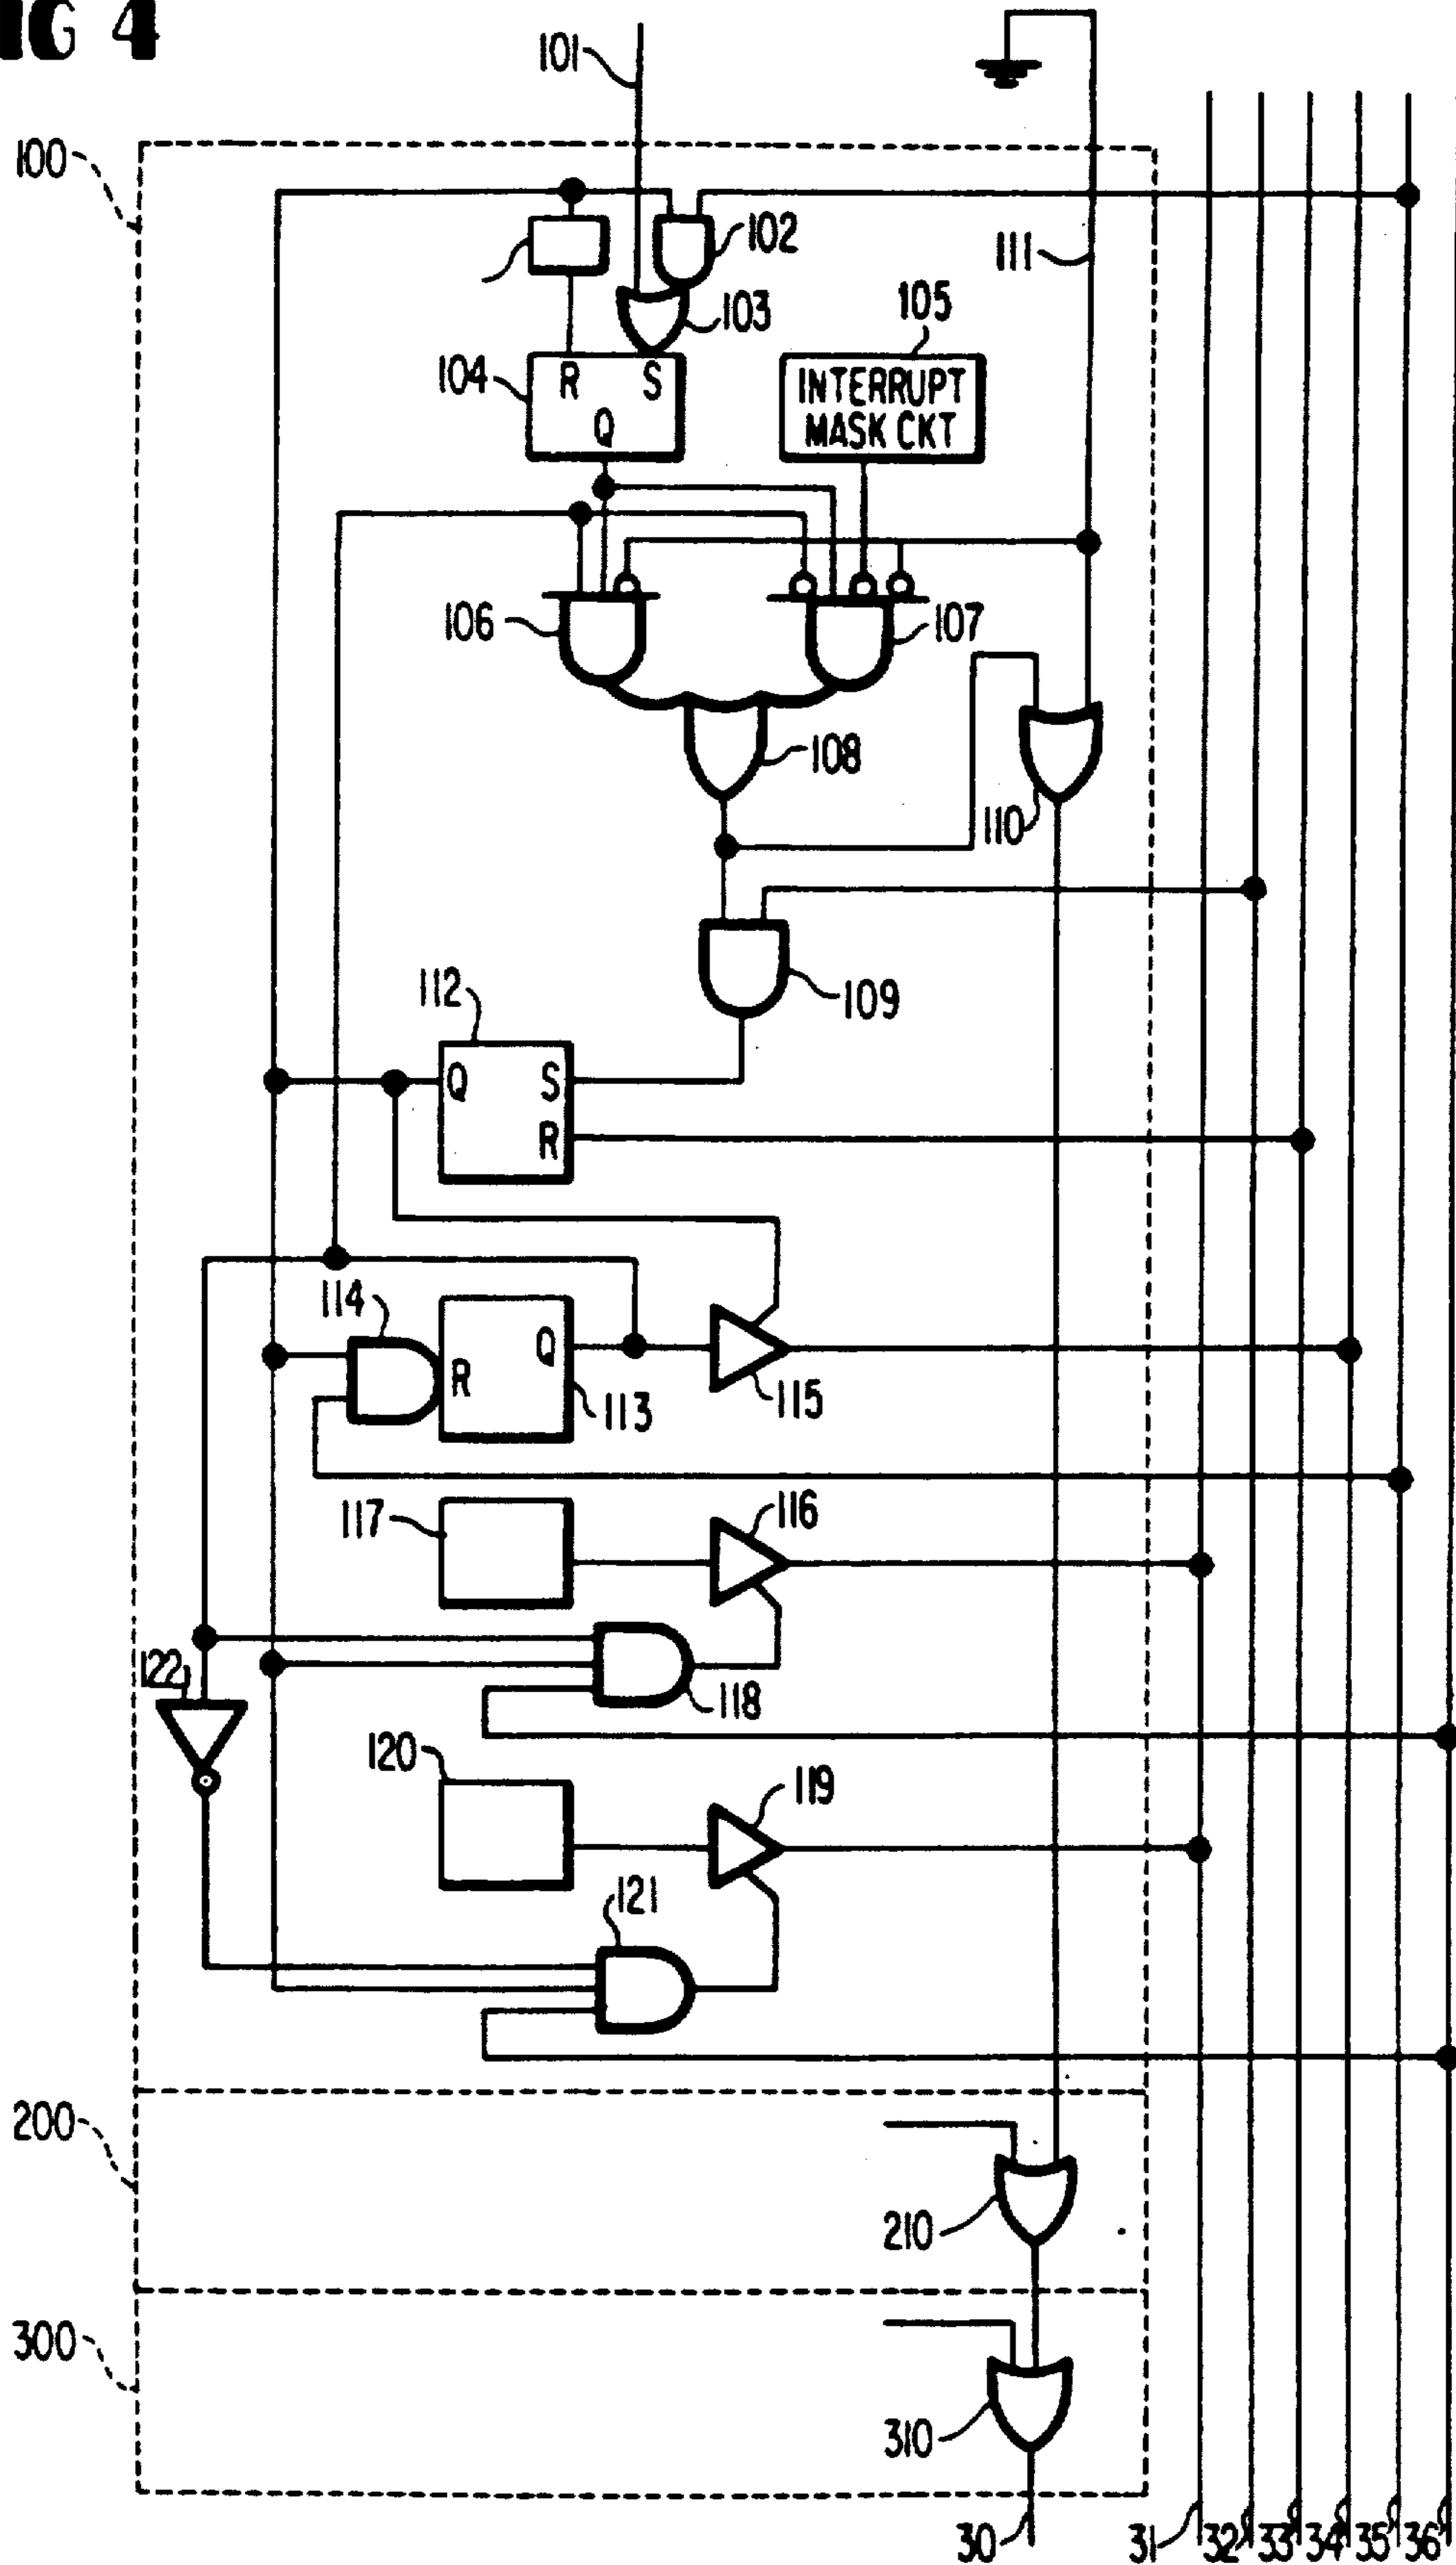 IG 4
101
100
102
111
103
105
104
R S
Q
INTERRUPT
MASK CKT
106
107
108
110
109
112
Q S
R
114
Q
R
113
115
117
116
122
118
120
119
121
200
210
300
310
30 31 32 33 34 35 36